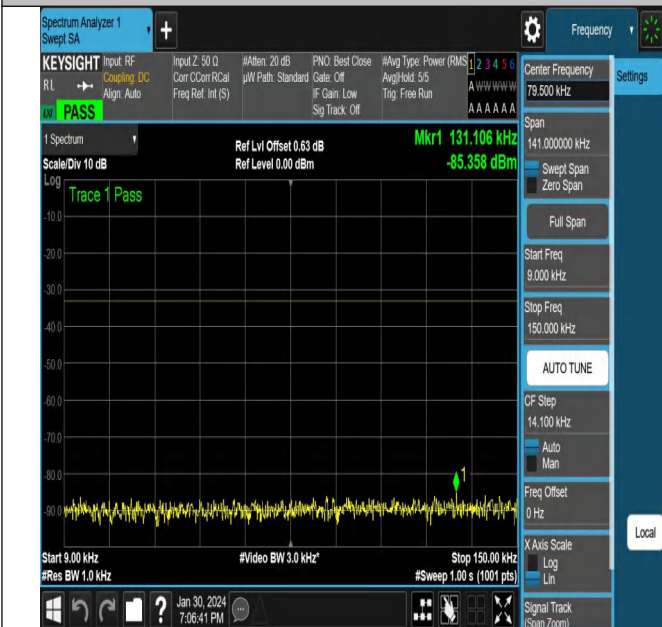 Spectrum Analyzer 1
Swept SA
+
Frequency
KEYSIGHT
RL
PASS
Input: RF
Coupling: DC
Align: Auto
Input Z: 50 Ω
Corr CCorr RCal
Freq Ref: Int (S)
#Atten: 20 dB
µW Path: Standard
PNO: Best Close
Gate: Off
IF Gain: Low
Sig Track: Off
#Avg Type: Power (RMS
Avg|Hold: 5/5
Trig: Free Run
1 2 3 4 5 6
A W W W W W
A A A A A A
1 Spectrum
Scale/Div 10 dB
Log
Ref Lvl Offset 0.63 dB
Ref Level 0.00 dBm
Mkr1 131.106 kHz
-85.358 dBm
Trace 1 Pass
-10.0
-20.0
-30.0
-40.0
-50.0
-60.0
-70.0
-80.0
-90.0
1
Start 9.00 kHz
#Res BW 1.0 kHz
#Video BW 3.0 kHz*
Stop 150.00 kHz
#Sweep 1.00 s (1001 pts)
?
Jan 30, 2024
7:06:41 PM
Center Frequency
79.500 kHz
Span
141.000000 kHz
Swept Span
Zero Span
Full Span
Start Freq
9.000 kHz
Stop Freq
150.000 kHz
AUTO TUNE
CF Step
14.100 kHz
Auto
Man
Freq Offset
0 Hz
X Axis Scale
Log
Lin
Signal Track
(Span Zoom)
Settings
Local